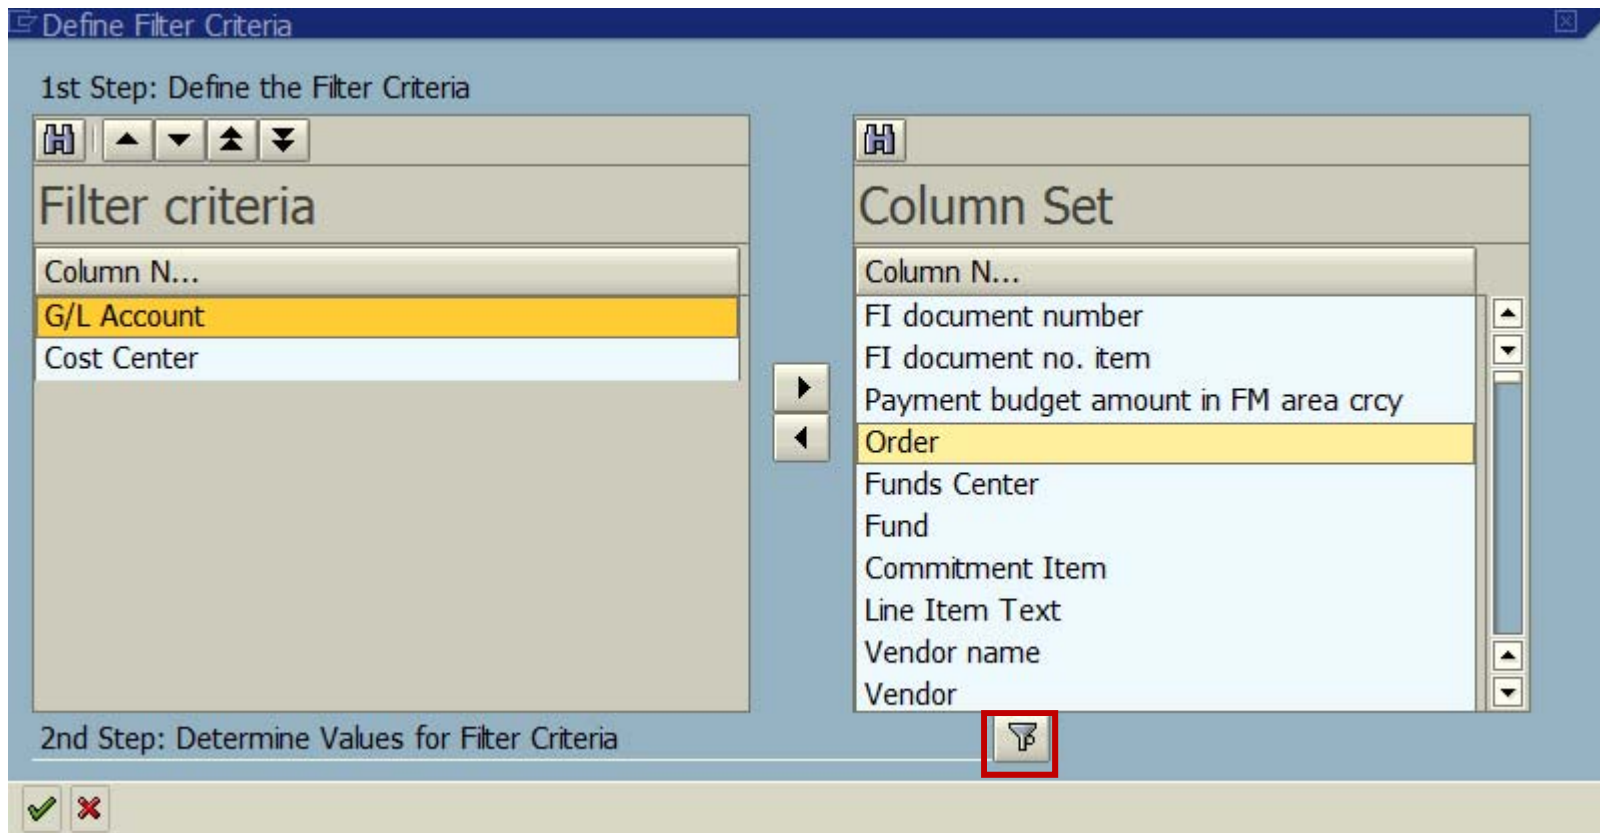 Define Filter Criteria
1st Step: Define the Filter Criteria
Filter criteria
Column N...
G/L Account
Cost Center
Column Set
Column N...
FI document number
FI document no. item
Payment budget amount in FM area crcy
Order
Funds Center
Fund
Commitment Item
Line Item Text
Vendor name
Vendor
2nd Step: Determine Values for Filter Criteria